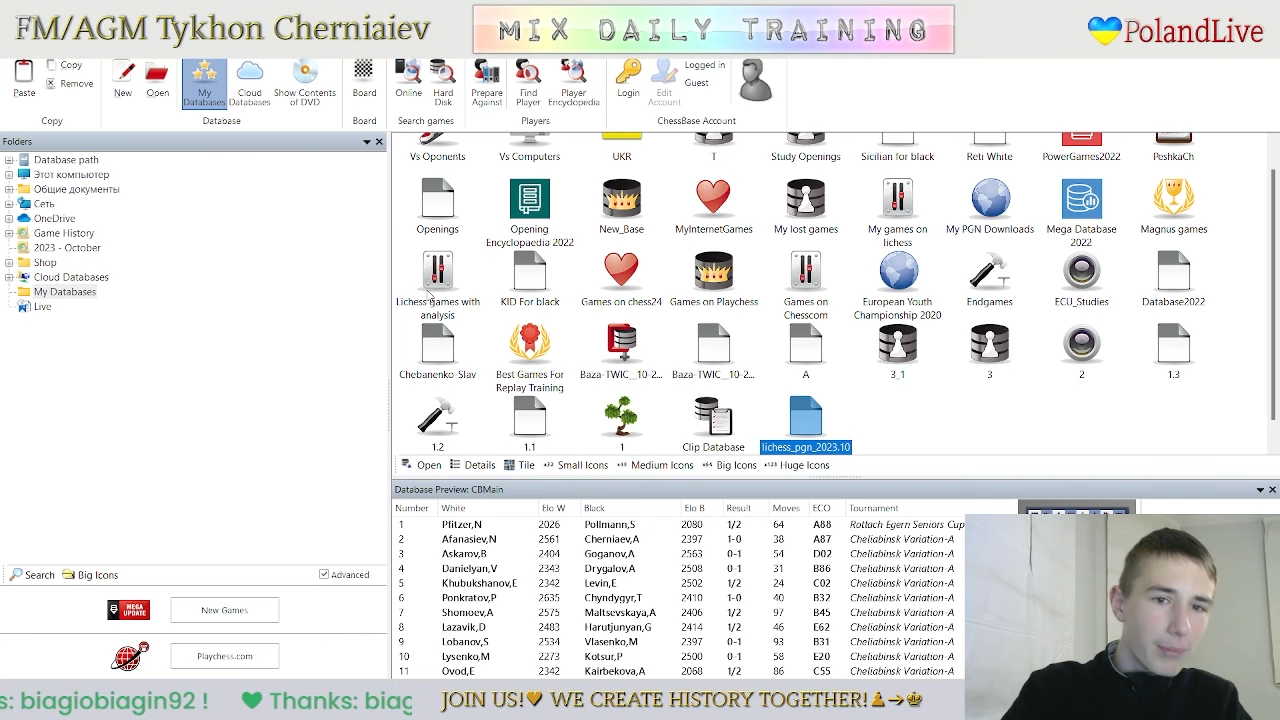 FM/AGM Tykhon Cherniaiev
MIX DAILY TRAINING
PolandLive
Paste
Copy
Remove
Copy
New
Open
My Databases
Cloud Databases
Show Contents of DVD
Database
Board
Board
Online
Hard Disk
Search games
Prepare Against
Find Player
Player Encyclopedia
Players
Login
Edit Account
Logged in
Guest
ChessBase Account
Folders
Database path
Этот компьютер
Общие документы
Сеть
OneDrive
Game History
2023 - October
Shop
Cloud Databases
My Databases
Live
Search
Big Icons
Advanced
MEGA UPDATE
New Games
Playchess.com
Vs Oponents
Vs Computers
UKR
T
Study Openings
Sicilian for black
Reti White
PowerGames2022
PeshkaCh
Openings
Opening Encyclopaedia 2022
New_Base
MyInternetGames
My lost games
My games on lichess
My PGN Downloads
Mega Database 2022
Magnus games
Lichess games with analysis
KID For black
Games on chess24
Games on Playchess
Games on Chesscom
European Youth Championship 2020
Endgames
ECU_Studies
Database2022
Chebanenko-Slav
Best Games For Replay Training
Baza-TWIC__10-2...
Baza-TWIC__10-2...
A
3_1
3
2
1.3
1.2
1.1
1
Clip Database
lichess_pgn_2023.10
Open
Details
Tile
Small Icons
Medium Icons
Big Icons
Huge Icons
Database Preview: CBMain
Number White Elo W Black Elo B Result Moves ECO Tournament
1 Pfitzer,N 2026 Pollmann,S 2080 1/2 64 A88 Rottach Egern Seniors Cup
2 Afanasiev,N 2561 Cherniaev,A 2397 1-0 38 A87 Cheliabinsk Variation-A
3 Askarov,B 2404 Goganov,A 2563 0-1 54 D02 Cheliabinsk Variation-A
4 Danielyan,V 2342 Drygalov,A 2508 0-1 31 B86 Cheliabinsk Variation-A
5 Khubukshanov,E 2342 Levin,E 2502 1/2 24 C02 Cheliabinsk Variation-A
6 Ponkratov,P 2635 Chyndygyr,T 2410 1-0 40 B32 Cheliabinsk Variation-A
7 Shomoev,A 2575 Maltsevskaya,A 2406 1/2 97 B40 Cheliabinsk Variation-A
8 Lazavik,D 2483 Harutjunyan,G 2414 1/2 46 E62 Cheliabinsk Variation-A
9 Lobanov,S 2534 Vlasenko,M 2397 0-1 93 B31 Cheliabinsk Variation-A
10 Lysenko,M 2273 Kotsur,P 2500 0-1 58 E20 Cheliabinsk Variation-A
11 Ovod,E 2342 Kairbekova,A 2068 1/2 86 C55 Cheliabinsk Variation-A
s: biagiobiagin92 ! Thanks: biag
JOIN US! WE CREATE HISTORY TOGETHER!